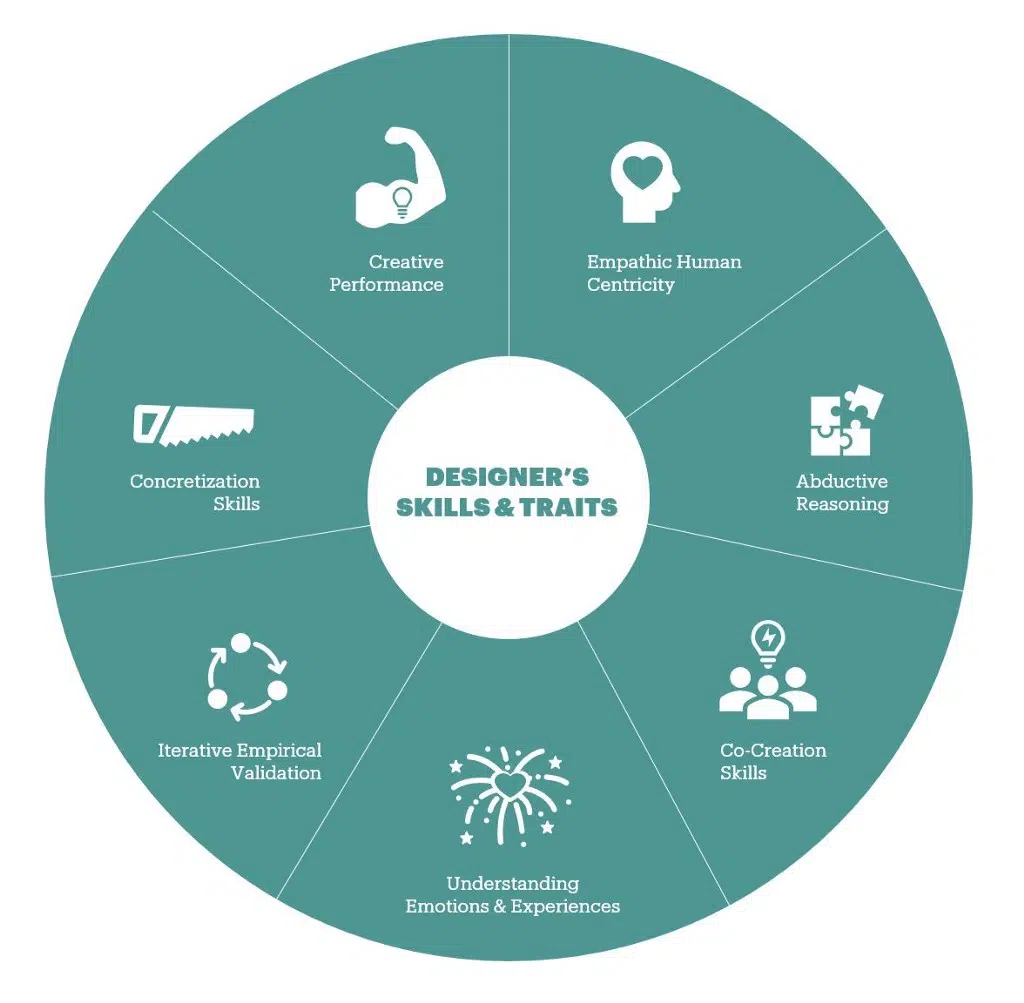 Creative
Performance
Empathic Human
Centricity
Concretization
Skills
DESIGNER’S
SKILLS & TRAITS
Abductive
Reasoning
Iterative Empirical
Validation
Co-Creation
Skills
Understanding
Emotions & Experiences